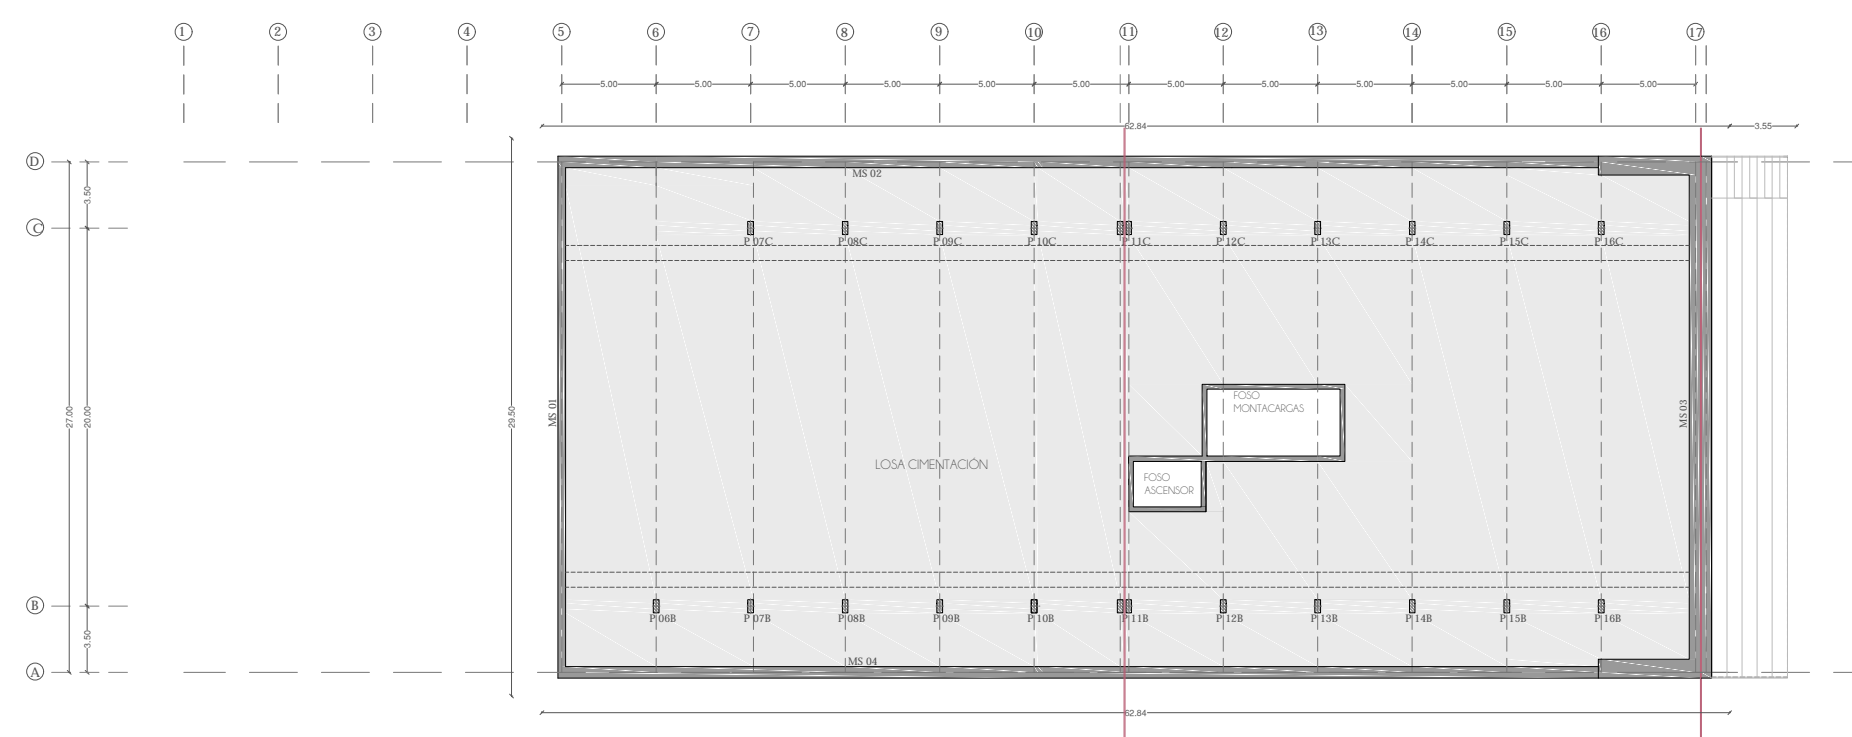 1 2 3 4 5 6 7 8 9 10 11 12 13 14 15 16 17
5.00 5.00 5.00 5.00 5.00 5.00 5.00 5.00 5.00 5.00 5.00 5.00
62.84 3.55
D
MS 02
3.50
C
P 07C P 08C P 09C P 10C P 11C P 12C P 13C P 14C P 15C P 16C
27.00
20.00
29.50
MS 01
MS 03
FOSO
MONTACARGAS
LOSA CIMENTACIÓN
FOSO
ASCENSOR
B
P 06B P 07B P 08B P 09B P 10B P 11B P 12B P 13B P 14B P 15B P 16B
3.50
MS 04
A
62.84